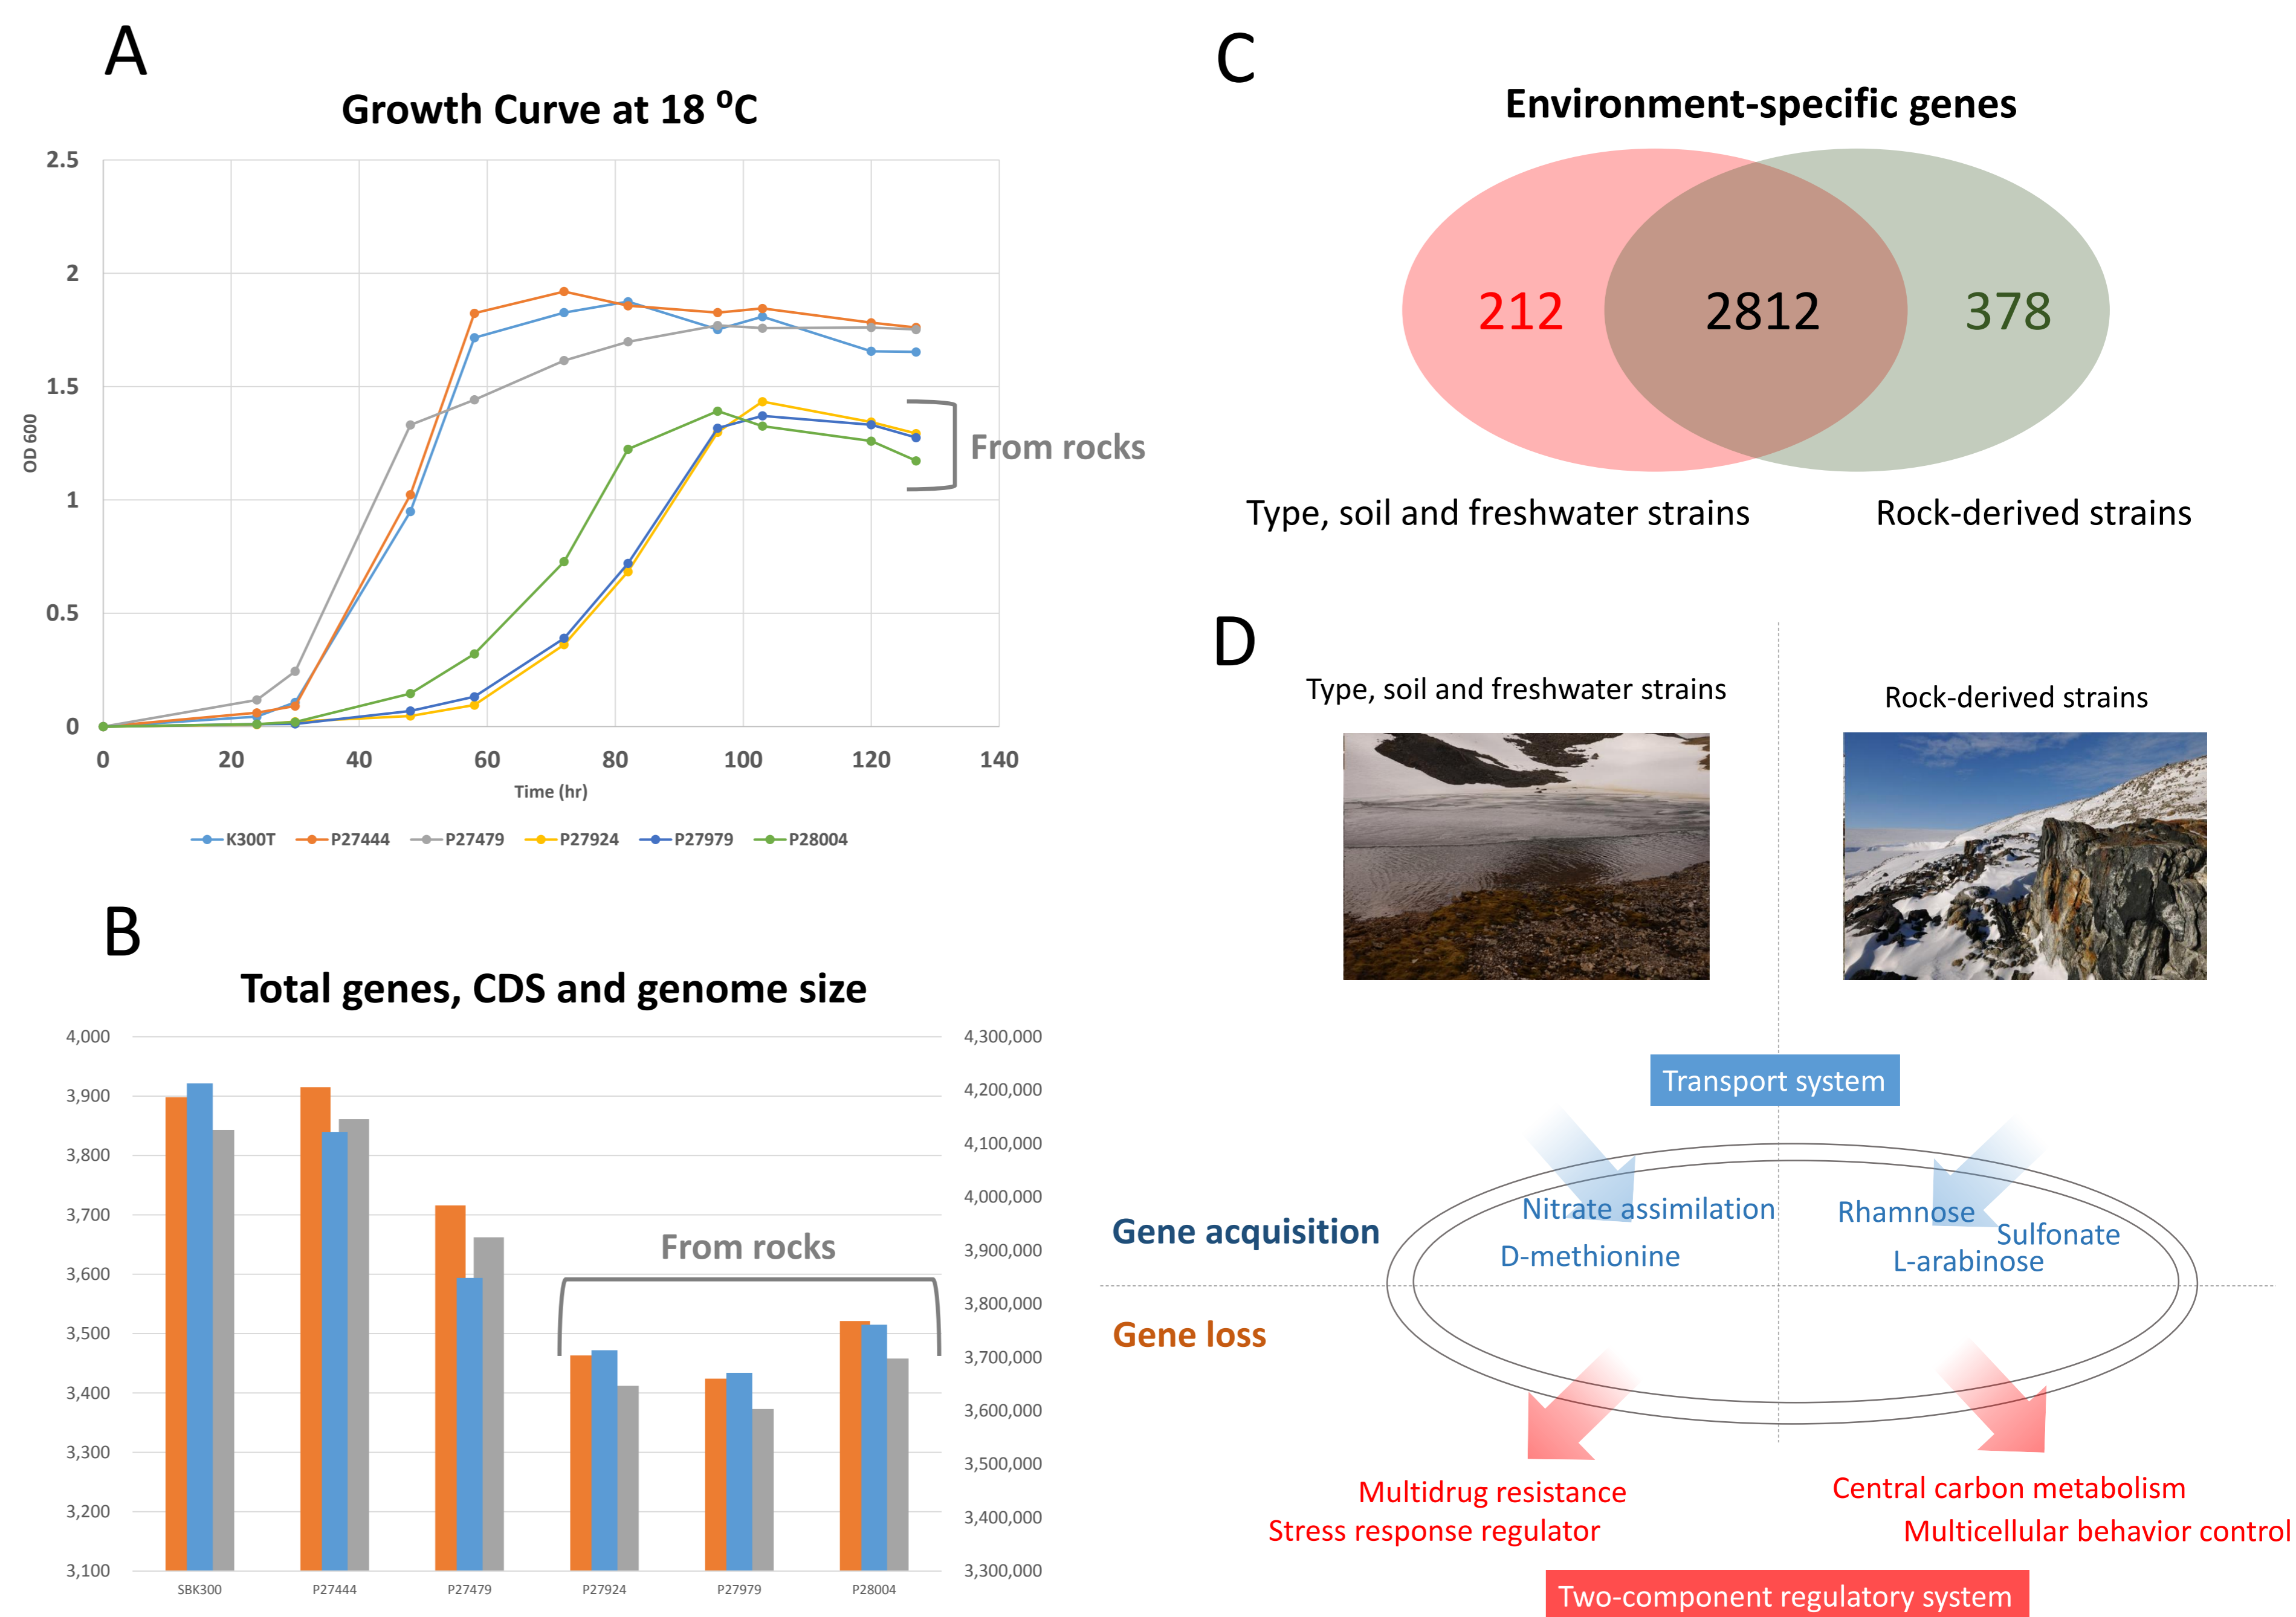 A
Growth Curve at 18 ⁰C
2.5
2
1.5
1
0.5
0
OD 600
0 20 40 60 80 100 120 140
Time (hr)
From rocks
K300T P27444 P27479 P27924 P27979 P28004
B
Total genes, CDS and genome size
4,000
3,900
3,800
3,700
3,600
3,500
3,400
3,300
3,200
3,100
4,300,000
4,200,000
4,100,000
4,000,000
3,900,000
3,800,000
3,700,000
3,600,000
3,500,000
3,400,000
3,300,000
From rocks
SBK300 P27444 P27479 P27924 P27979 P28004
C
Environment-specific genes
212 2812 378
Type, soil and freshwater strains
Rock-derived strains
D
Type, soil and freshwater strains
Rock-derived strains
Transport system
Gene acquisition
Nitrate assimilation
D-methionine
Rhamnose
Sulfonate
L-arabinose
Gene loss
Multidrug resistance
Stress response regulator
Central carbon metabolism
Multicellular behavior control
Two-component regulatory system